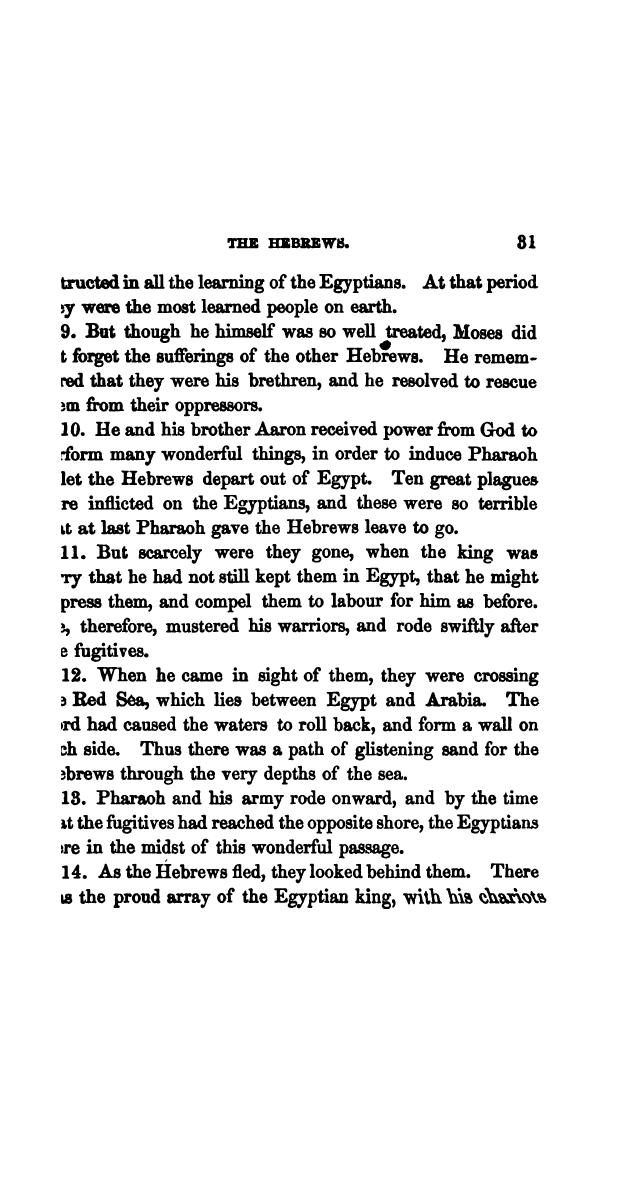 THE HEBREWS. 31
tructed in all the learning of the Egyptians. At that period
ey were the most learned people on earth.
9. But though he himself was so well treated, Moses did
t forget the sufferings of the other Hebrews. He remem-
red that they were his brethren, and he resolved to rescue
em from their oppressors.
10. He and his brother Aaron received power from God to
rform many wonderful things, in order to induce Pharaoh
let the Hebrews depart out of Egypt. Ten great plagues
re inflicted on the Egyptians, and these were so terrible
at at last Pharaoh gave the Hebrews leave to go.
11. But scarcely were they gone, when the king was
ry that he had not still kept them in Egypt, that he might
press them, and compel them to labour for him as before.
e, therefore, mustered his warriors, and rode swiftly after
e fugitives.
12. When he came in sight of them, they were crossing
e Red Sea, which lies between Egypt and Arabia. The
ord had caused the waters to roll back, and form a wall on
ch side. Thus there was a path of glistening sand for the
ebrews through the very depths of the sea.
13. Pharaoh and his army rode onward, and by the time
at the fugitives had reached the opposite shore, the Egyptians
ere in the midst of this wonderful passage.
14. As the Hebrews fled, they looked behind them. There
as the proud array of the Egyptian king, with his chariots